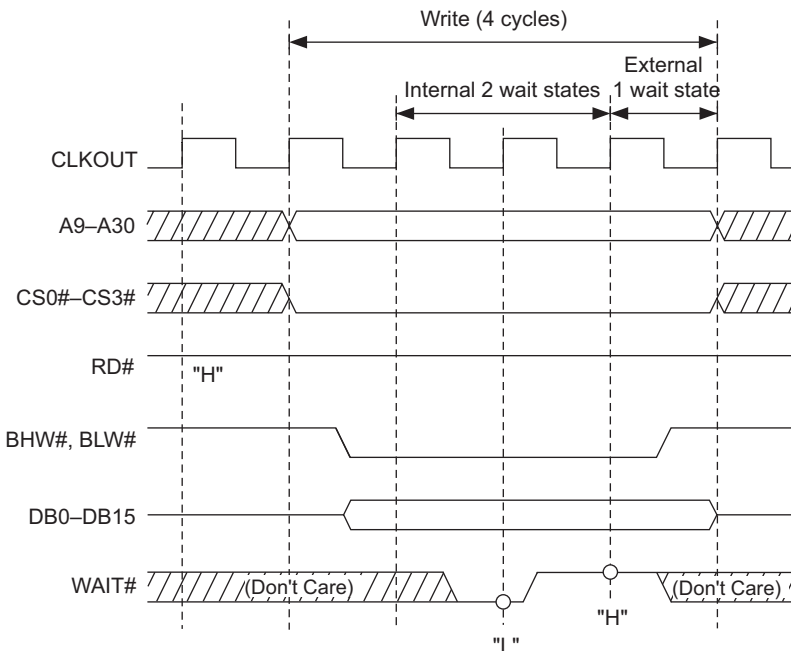 Write (4 cycles)
External
Internal 2 wait states
1 wait state
CLKOUT
A9–A30
CS0#–CS3#
RD#
"H"
BHW#, BLW#
DB0–DB15
WAIT#
(Don't Care)
(Don't Care)
"H"
"L"